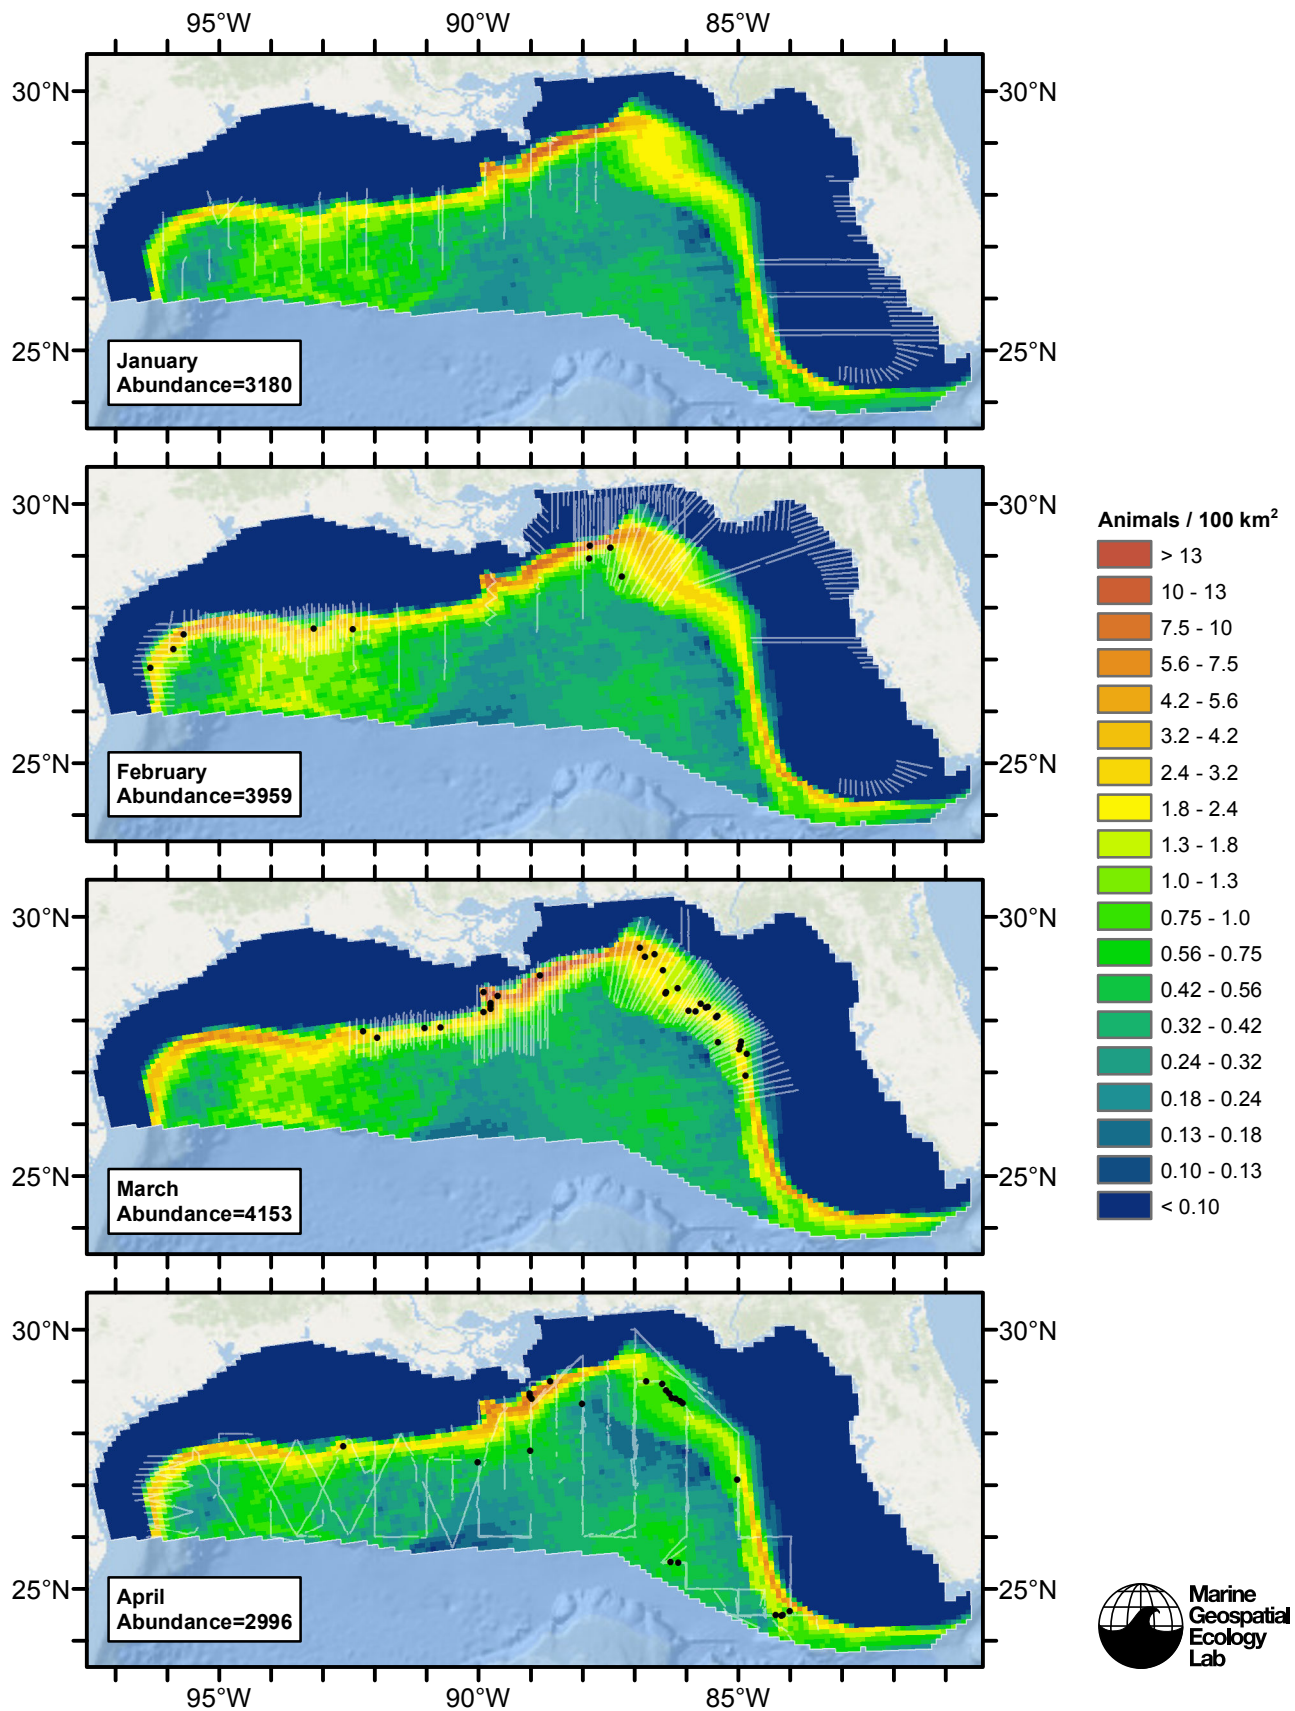 95°W 90°W 85°W
30°N 30°N
25°N 25°N
January
Abundance=3180
30°N 30°N
25°N 25°N
February
Abundance=3959
30°N 30°N
25°N 25°N
March
Abundance=4153
30°N 30°N
25°N 25°N
April
Abundance=2996
95°W 90°W 85°W
Animals / 100 km²
> 13
10 - 13
7.5 - 10
5.6 - 7.5
4.2 - 5.6
3.2 - 4.2
2.4 - 3.2
1.8 - 2.4
1.3 - 1.8
1.0 - 1.3
0.75 - 1.0
0.56 - 0.75
0.42 - 0.56
0.32 - 0.42
0.24 - 0.32
0.18 - 0.24
0.13 - 0.18
0.10 - 0.13
< 0.10
Marine
Geospatial
Ecology
Lab